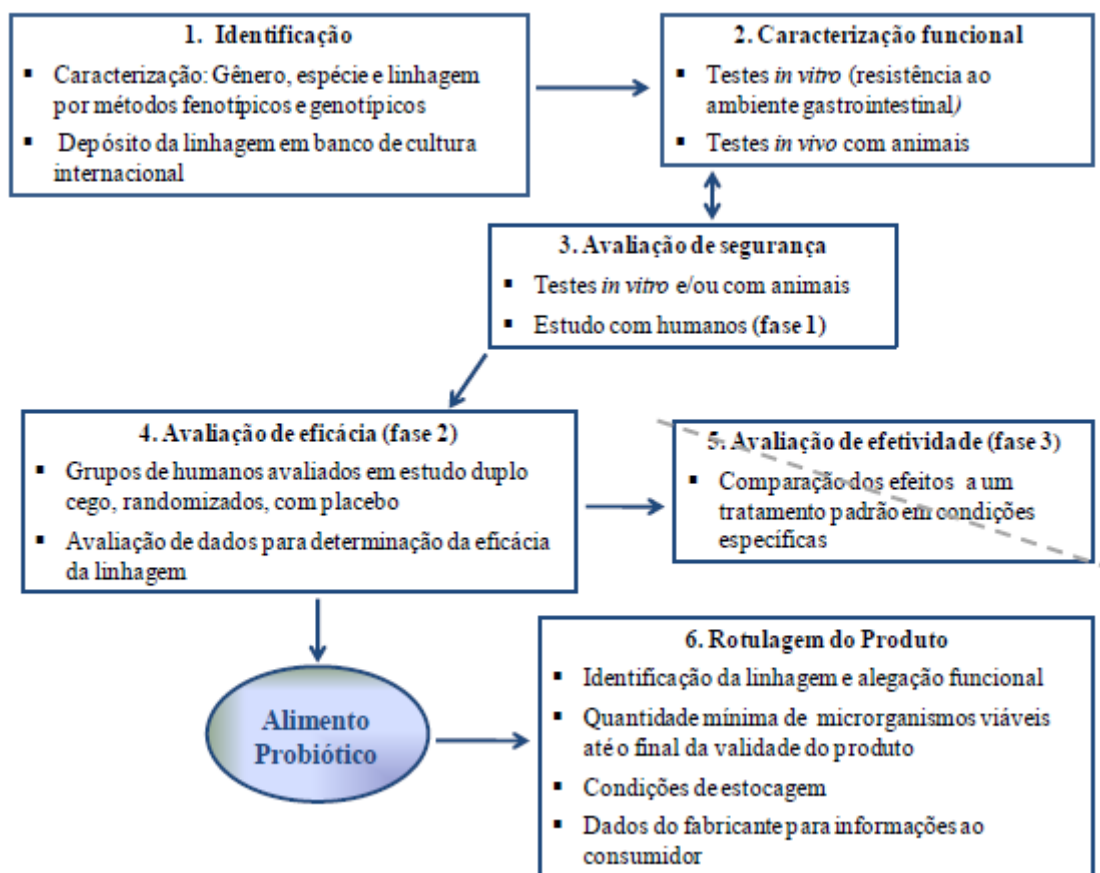 1. Identificação
▪ Caracterização: Gênero, espécie e linhagem
por métodos fenotípicos e genotípicos
▪ Depósito da linhagem em banco de cultura
internacional
2. Caracterização funcional
▪ Testes in vitro (resistência ao
ambiente gastrointestinal)
▪ Testes in vivo com animais
3. Avaliação de segurança
▪ Testes in vitro e/ou com animais
▪ Estudo com humanos (fase 1)
4. Avaliação de eficácia (fase 2)
▪ Grupos de humanos avaliados em estudo duplo
cego, randomizados, com placebo
▪ Avaliação de dados para determinação da eficácia
da linhagem
5. Avaliação de efetividade (fase 3)
▪ Comparação dos efeitos a um
tratamento padrão em condições
específicas
Alimento
Probiótico
6. Rotulagem do Produto
▪ Identificação da linhagem e alegação funcional
▪ Quantidade mínima de microrganismos viáveis
até o final da validade do produto
▪ Condições de estocagem
▪ Dados do fabricante para informações ao
consumidor